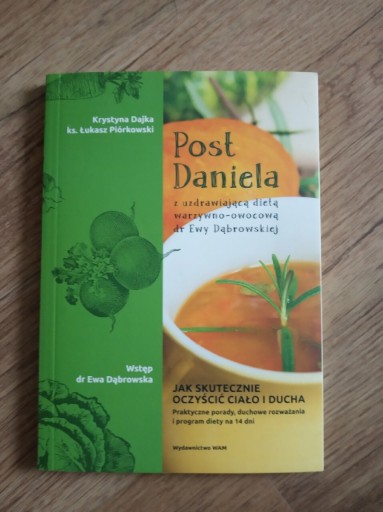 Krystyna Dajka
ks. Łukasz Piórkowski
Post
Daniela
z uzdrawiającą dietą
warzywno-owocową
dr Ewy Dąbrowskiej
Wstęp
dr Ewa Dąbrowska
JAK SKUTECZNIE
OCZYŚCIĆ CIAŁO I DUCHA
Praktyczne porady, duchowe rozważania
i program diety na 14 dni
Wydawnictwo WAM